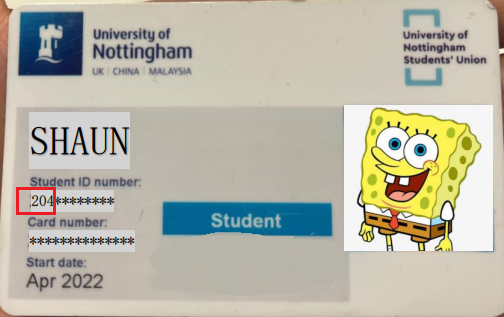 University of
Nottingham
UK | CHINA | MALAYSIA
University of
Nottingham
Students' Union
SHAUN
Student ID number:
204********
Card number:
**************
Student
Start date:
Apr 2022